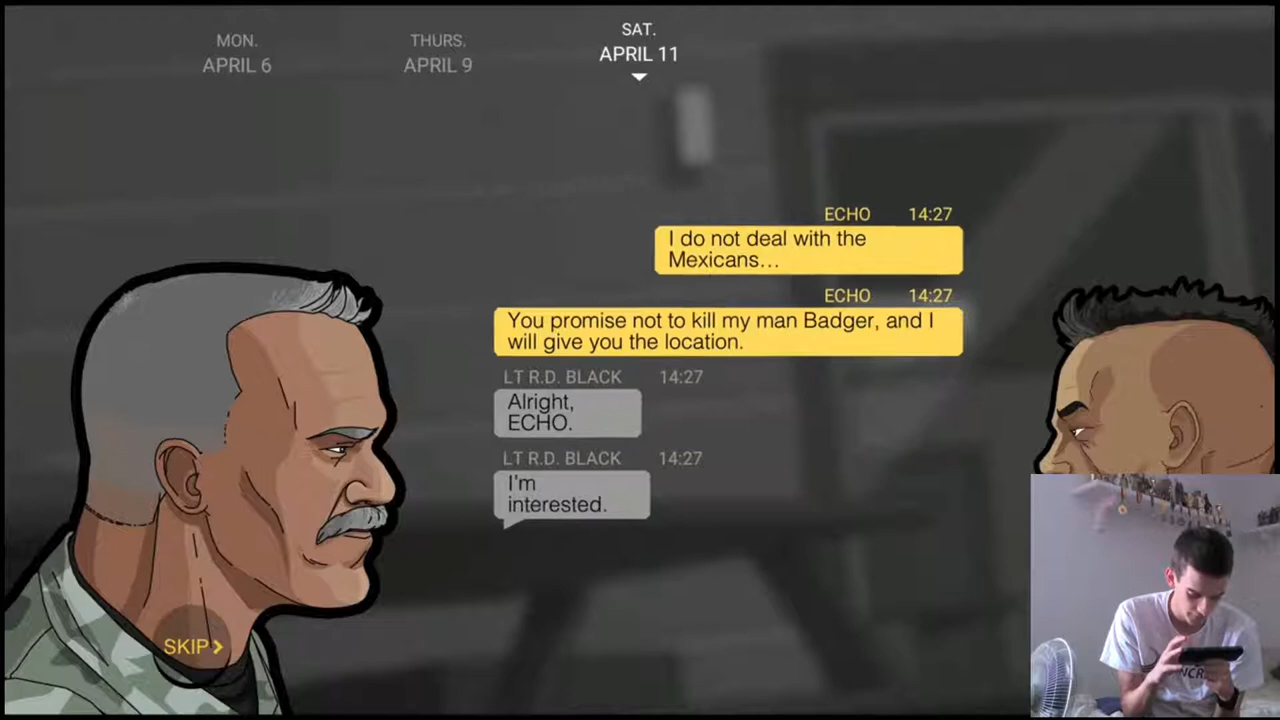 MON.
APRIL 6
THURS.
APRIL 9
SAT.
APRIL 11
ECHO 14:27
I do not deal with the
Mexicans...
ECHO 14:27
You promise not to kill my man Badger, and I
will give you the location.
LT R.D. BLACK 14:27
Alright,
ECHO.
LT R.D. BLACK 14:27
I'm
interested.
SKIP >